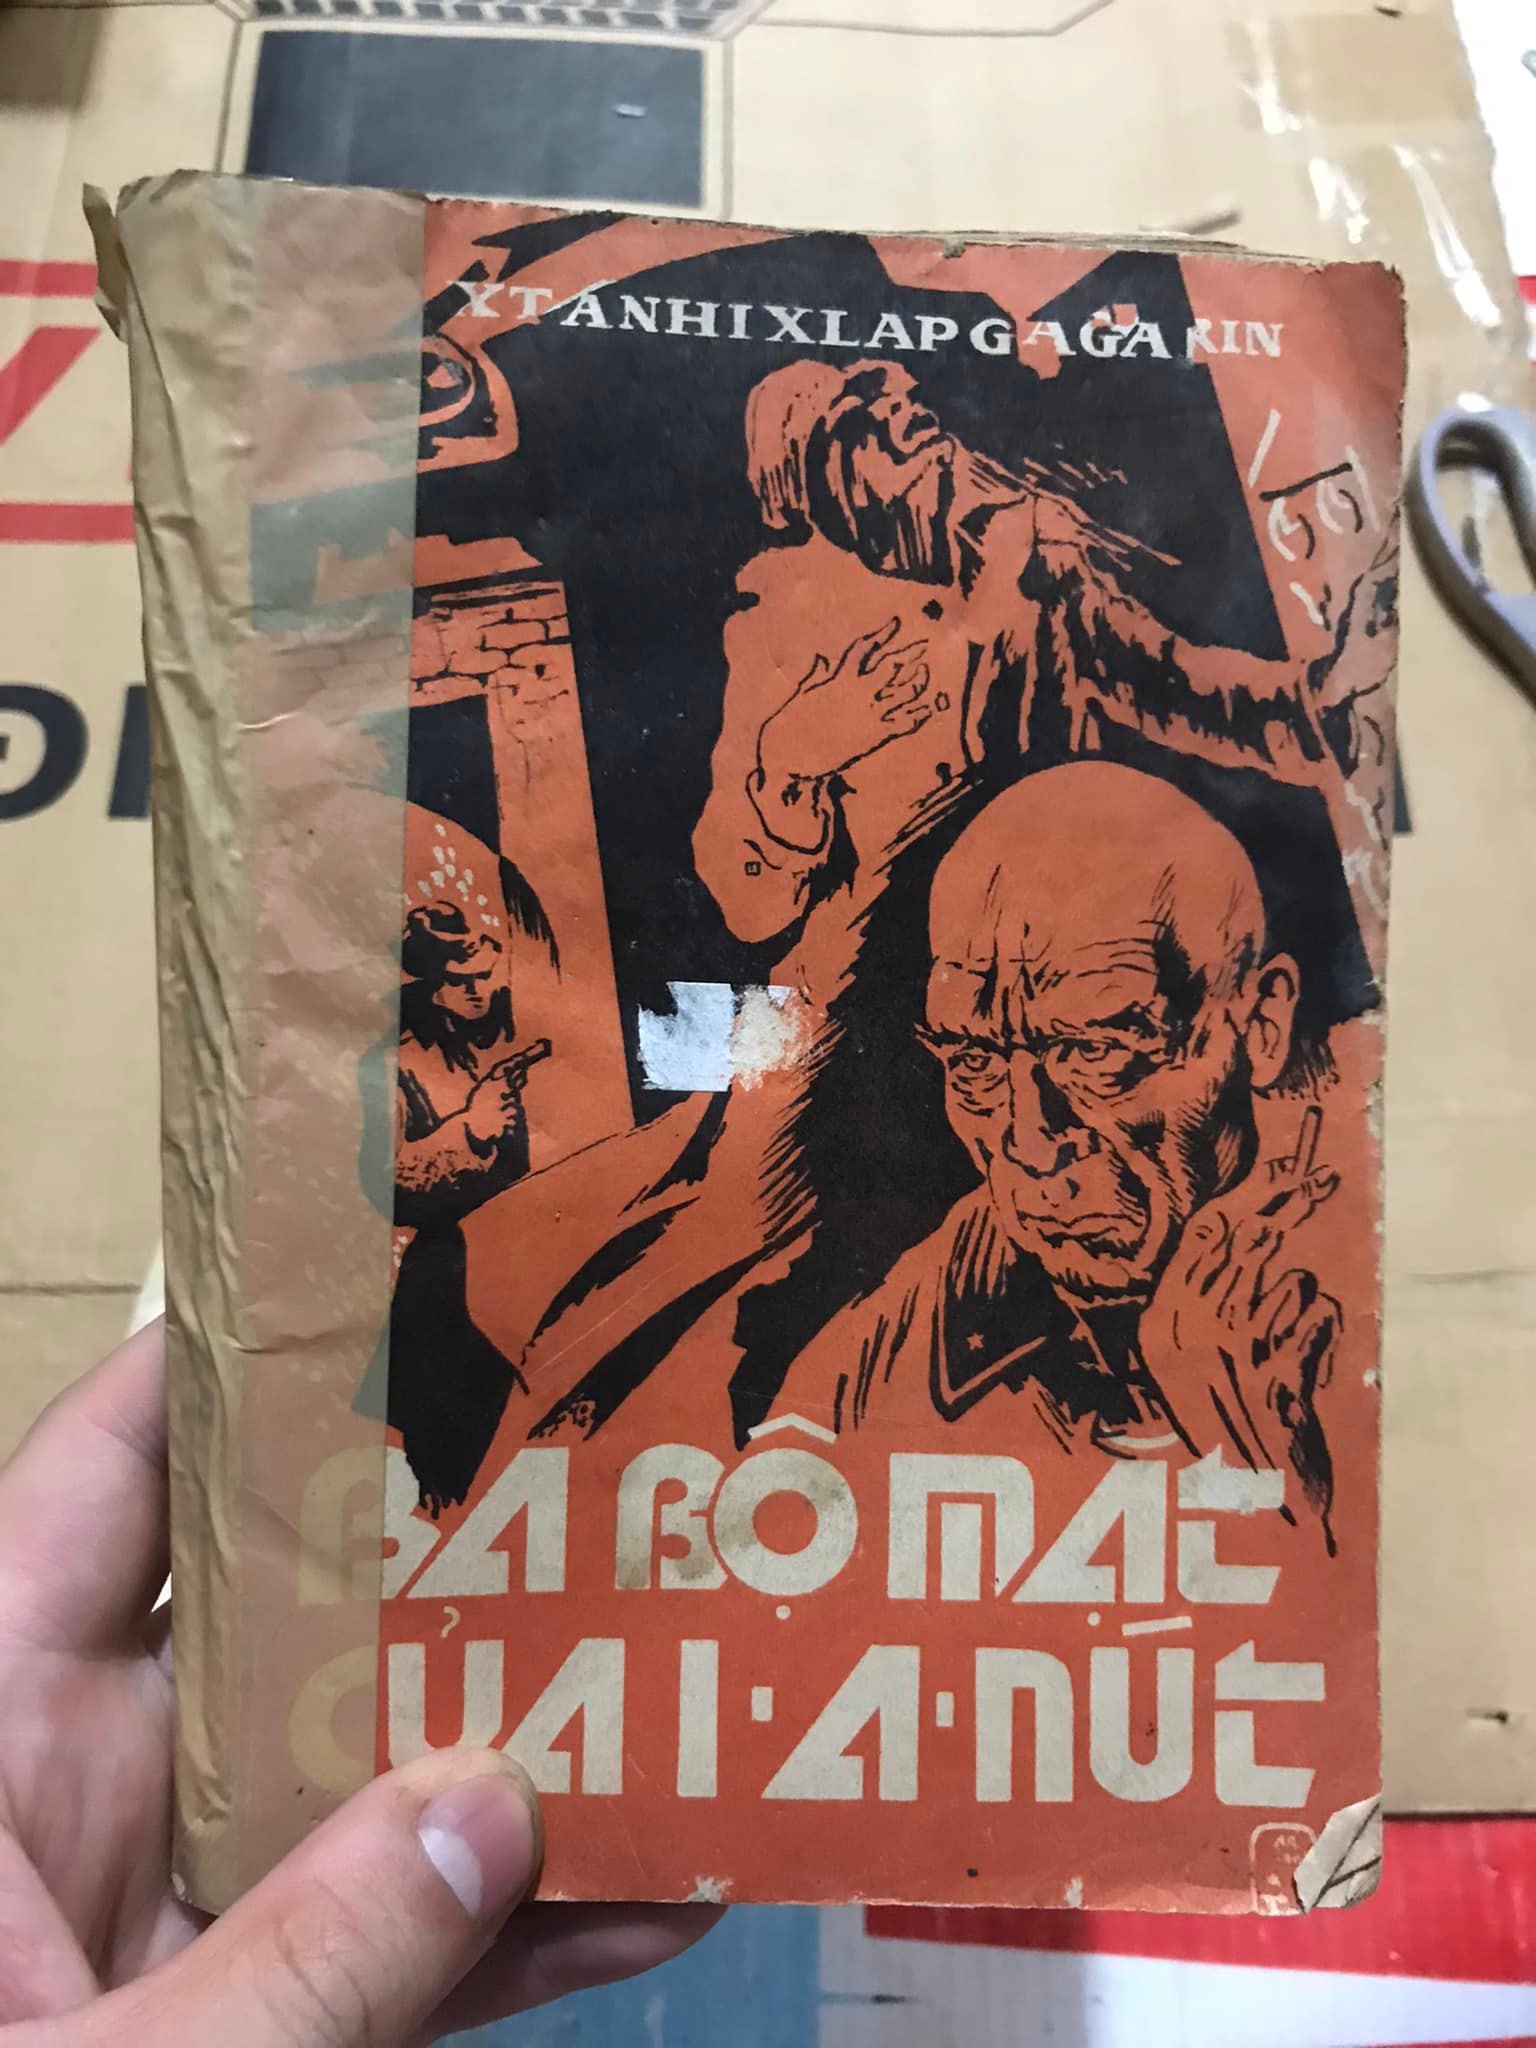 XTANHIXLAP GAGARIN
BA BỘ MẶT
CỦA I·A·NÚT